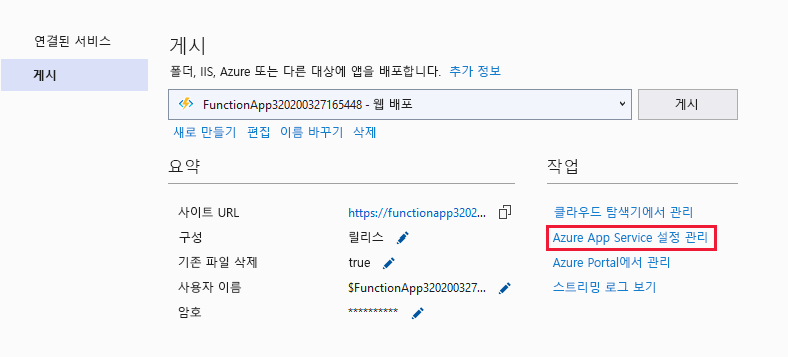 연결된 서비스
게시
게시
폴더, IIS, Azure 또는 다른 대상에 앱을 배포합니다. 추가 정보
FunctionApp320200327165448 - 웹 배포
게시
새로 만들기 편집 이름 바꾸기 삭제
요약
사이트 URL https://functionapp3202...
구성 릴리스
기존 파일 삭제 true
사용자 이름 $FunctionApp320200327...
암호 **********
작업
클라우드 탐색기에서 관리
Azure App Service 설정 관리
Azure Portal에서 관리
스트리밍 로그 보기